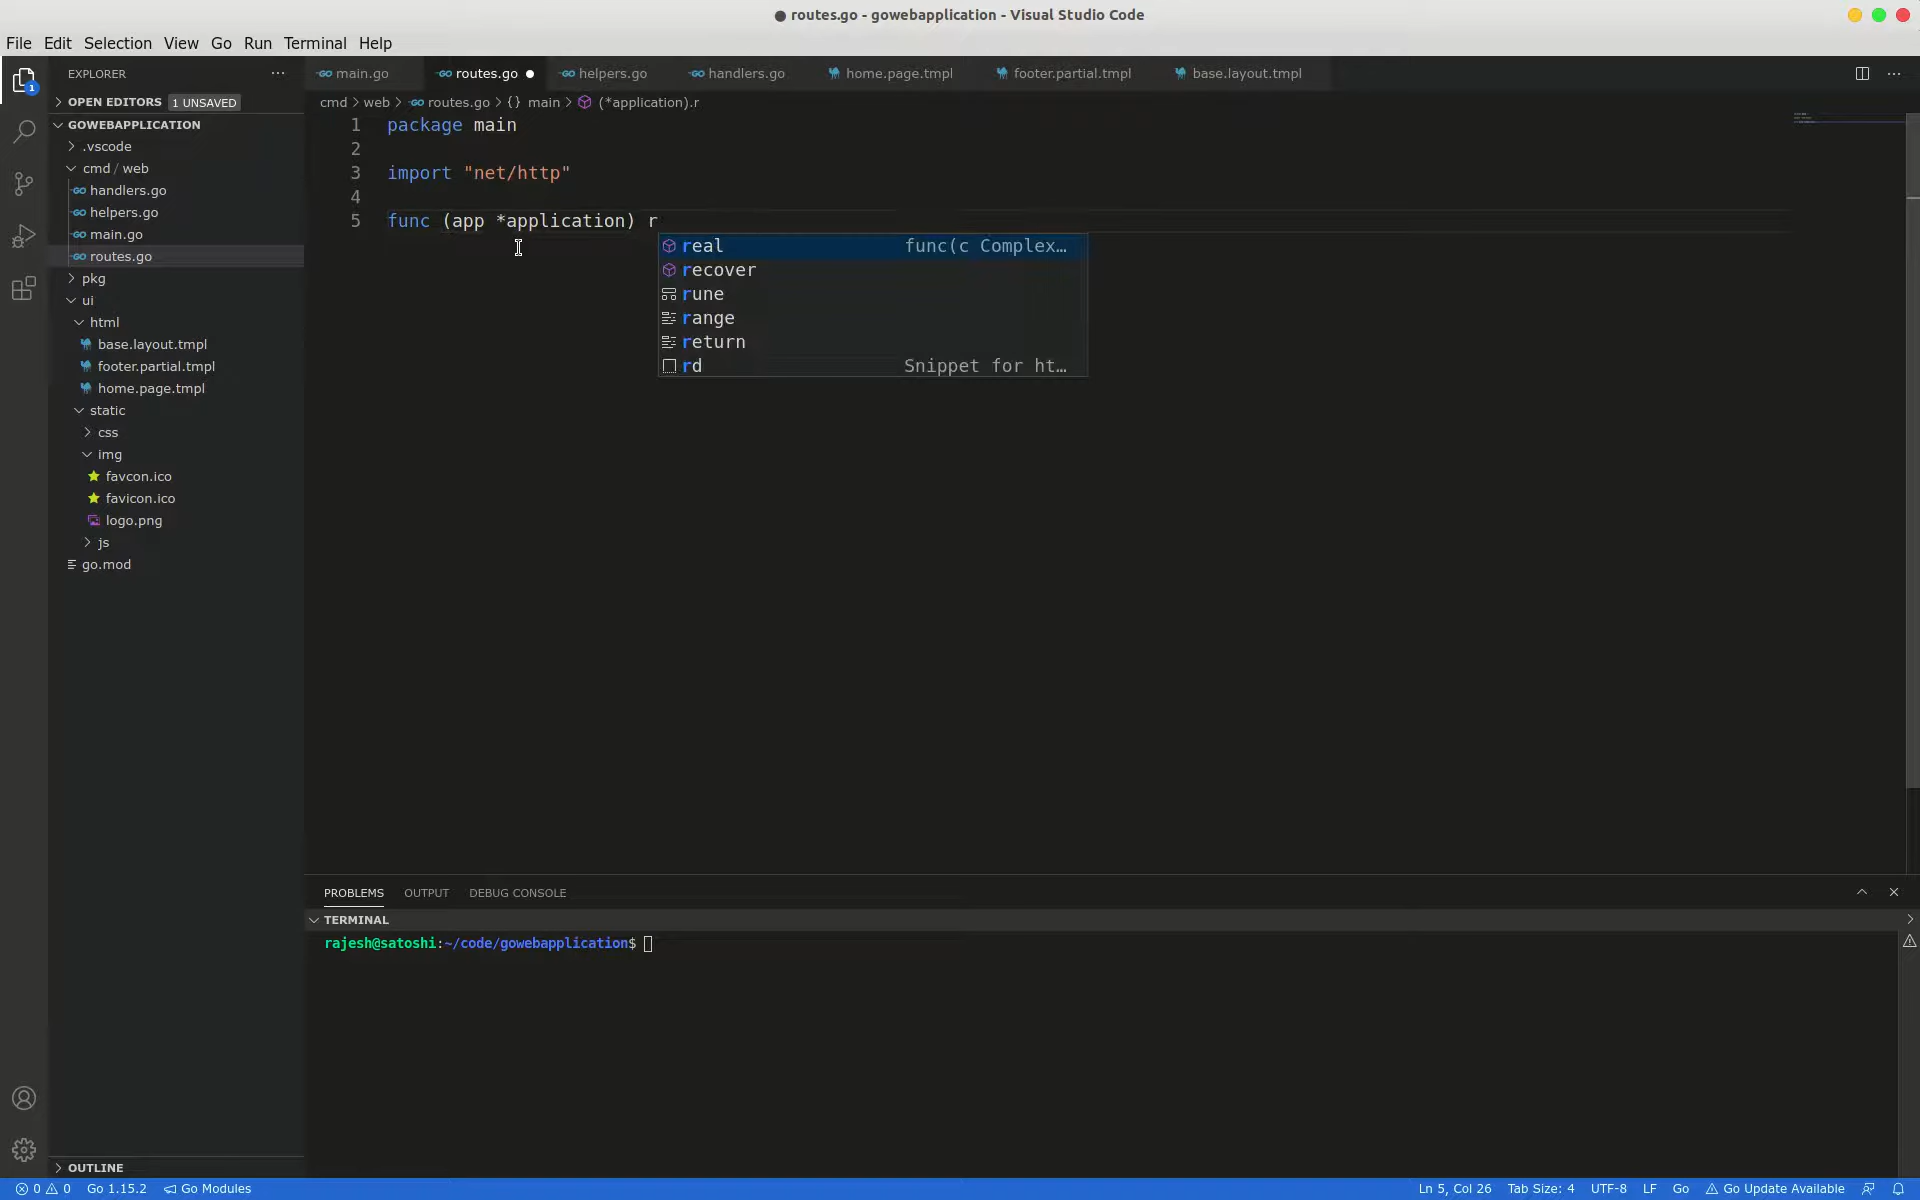 ● routes.go - gowebapplication - Visual Studio Code
File Edit Selection View Go Run Terminal Help
EXPLORER
main.go routes.go helpers.go handlers.go home.page.tmpl footer.partial.tmpl base.layout.tmpl
OPEN EDITORS 1 UNSAVED
cmd > web > routes.go > {} main > (*application).r
GOWEBAPPLICATION
.vscode
cmd / web
handlers.go
helpers.go
main.go
routes.go
pkg
ui
html
base.layout.tmpl
footer.partial.tmpl
home.page.tmpl
static
css
img
favcon.ico
favicon.ico
logo.png
js
go.mod
OUTLINE
1 package main
2
3 import "net/http"
4
5 func (app *application) r
real func(c Complex…
recover
rune
range
return
rd Snippet for ht…
PROBLEMS OUTPUT DEBUG CONSOLE
TERMINAL
rajesh@satoshi:~/code/gowebapplication$
1
0 0 Go 1.15.2 Go Modules Ln 5, Col 26 Tab Size: 4 UTF-8 LF Go Go Update Available